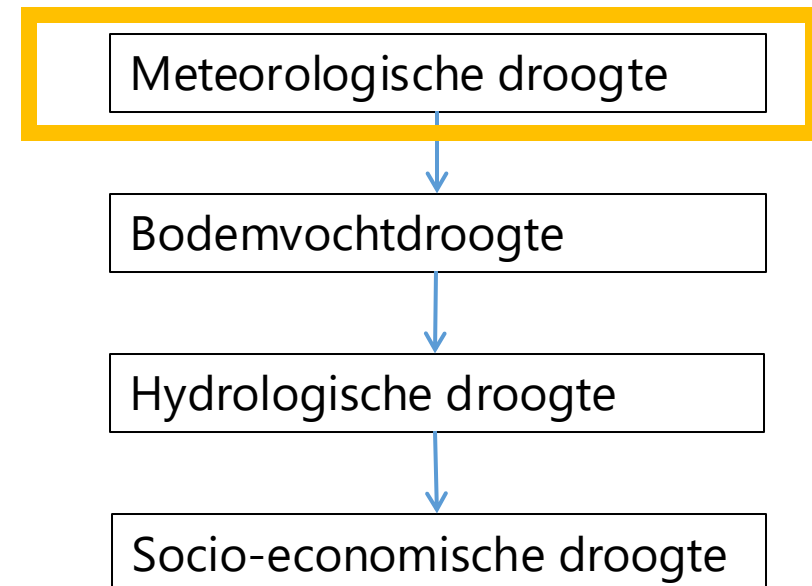 Meteorologische droogte
Bodemvochtdroogte
Hydrologische droogte
Socio-economische droogte